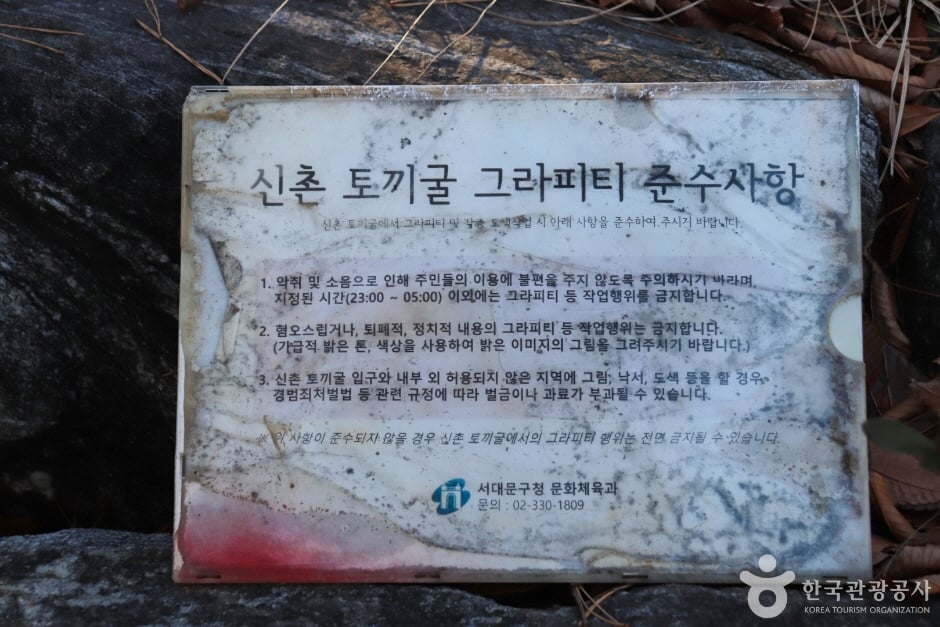 신촌 토끼굴 그라피티 준수사항
신촌 토끼굴에서 그라피티 및 각종 도색작업 시 아래 사항을 준수하여 주시기 바랍니다.
1. 악취 및 소음으로 인해 주민들의 이용에 불편을 주지 않도록 주의하시기 바라며,
지정된 시간(23:00 ~ 05:00) 이외에는 그라피티 등 작업행위를 금지합니다.
2. 혐오스럽거나, 퇴폐적, 정치적 내용의 그라피티 등 작업행위는 금지합니다.
(가급적 밝은 톤, 색상을 사용하여 밝은 이미지의 그림을 그려주시기 바랍니다.)
3. 신촌 토끼굴 입구와 내부 외 허용되지 않은 지역에 그림, 낙서, 도색 등을 할 경우
경범죄처벌법 등 관련 규정에 따라 벌금이나 과료가 부과될 수 있습니다.
※ 위 사항이 준수되지 않을 경우 신촌 토끼굴에서의 그라피티 행위는 전면 금지될 수 있습니다.
서대문구청 문화체육과
문의 : 02-330-1809
한국관광공사
KOREA TOURISM ORGANIZATION